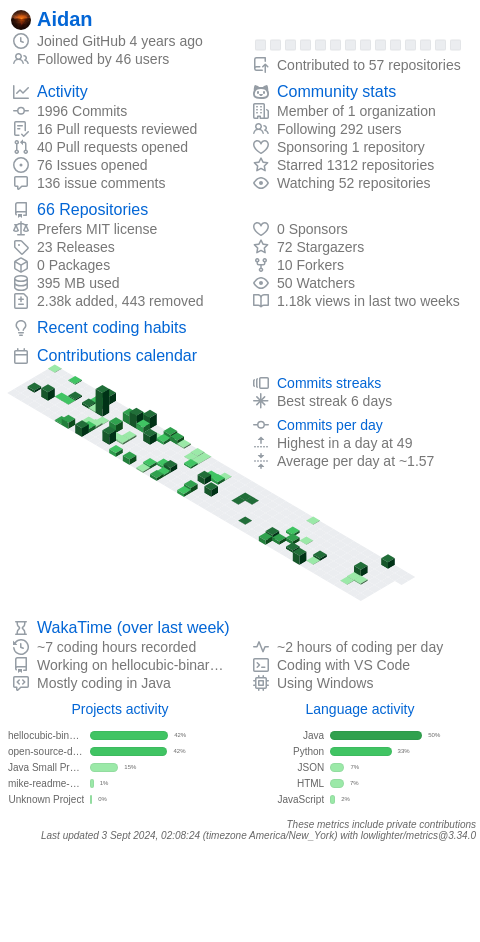 Aidan
Joined GitHub 4 years ago
Followed by 46 users
Contributed to 57 repositories
Activity
1996 Commits
16 Pull requests reviewed
40 Pull requests opened
76 Issues opened
136 issue comments
Community stats
Member of 1 organization
Following 292 users
Sponsoring 1 repository
Starred 1312 repositories
Watching 52 repositories
66 Repositories
Prefers MIT license
23 Releases
0 Packages
395 MB used
2.38k added, 443 removed
0 Sponsors
72 Stargazers
10 Forkers
50 Watchers
1.18k views in last two weeks
Recent coding habits
Contributions calendar
Commits streaks
Best streak 6 days
Commits per day
Highest in a day at 49
Average per day at ~1.57
WakaTime (over last week)
~7 coding hours recorded
Working on hellocubic-binar…
Mostly coding in Java
~2 hours of coding per day
Coding with VS Code
Using Windows
Projects activity
hellocubic-bin… 42%
open-source-d… 42%
Java Small Pr… 15%
mike-readme-… 1%
Unknown Project 0%
Language activity
Java 50%
Python 33%
JSON 7%
HTML 7%
JavaScript 2%
These metrics include private contributions
Last updated 3 Sept 2024, 02:08:24 (timezone America/New_York) with lowlighter/metrics@3.34.0